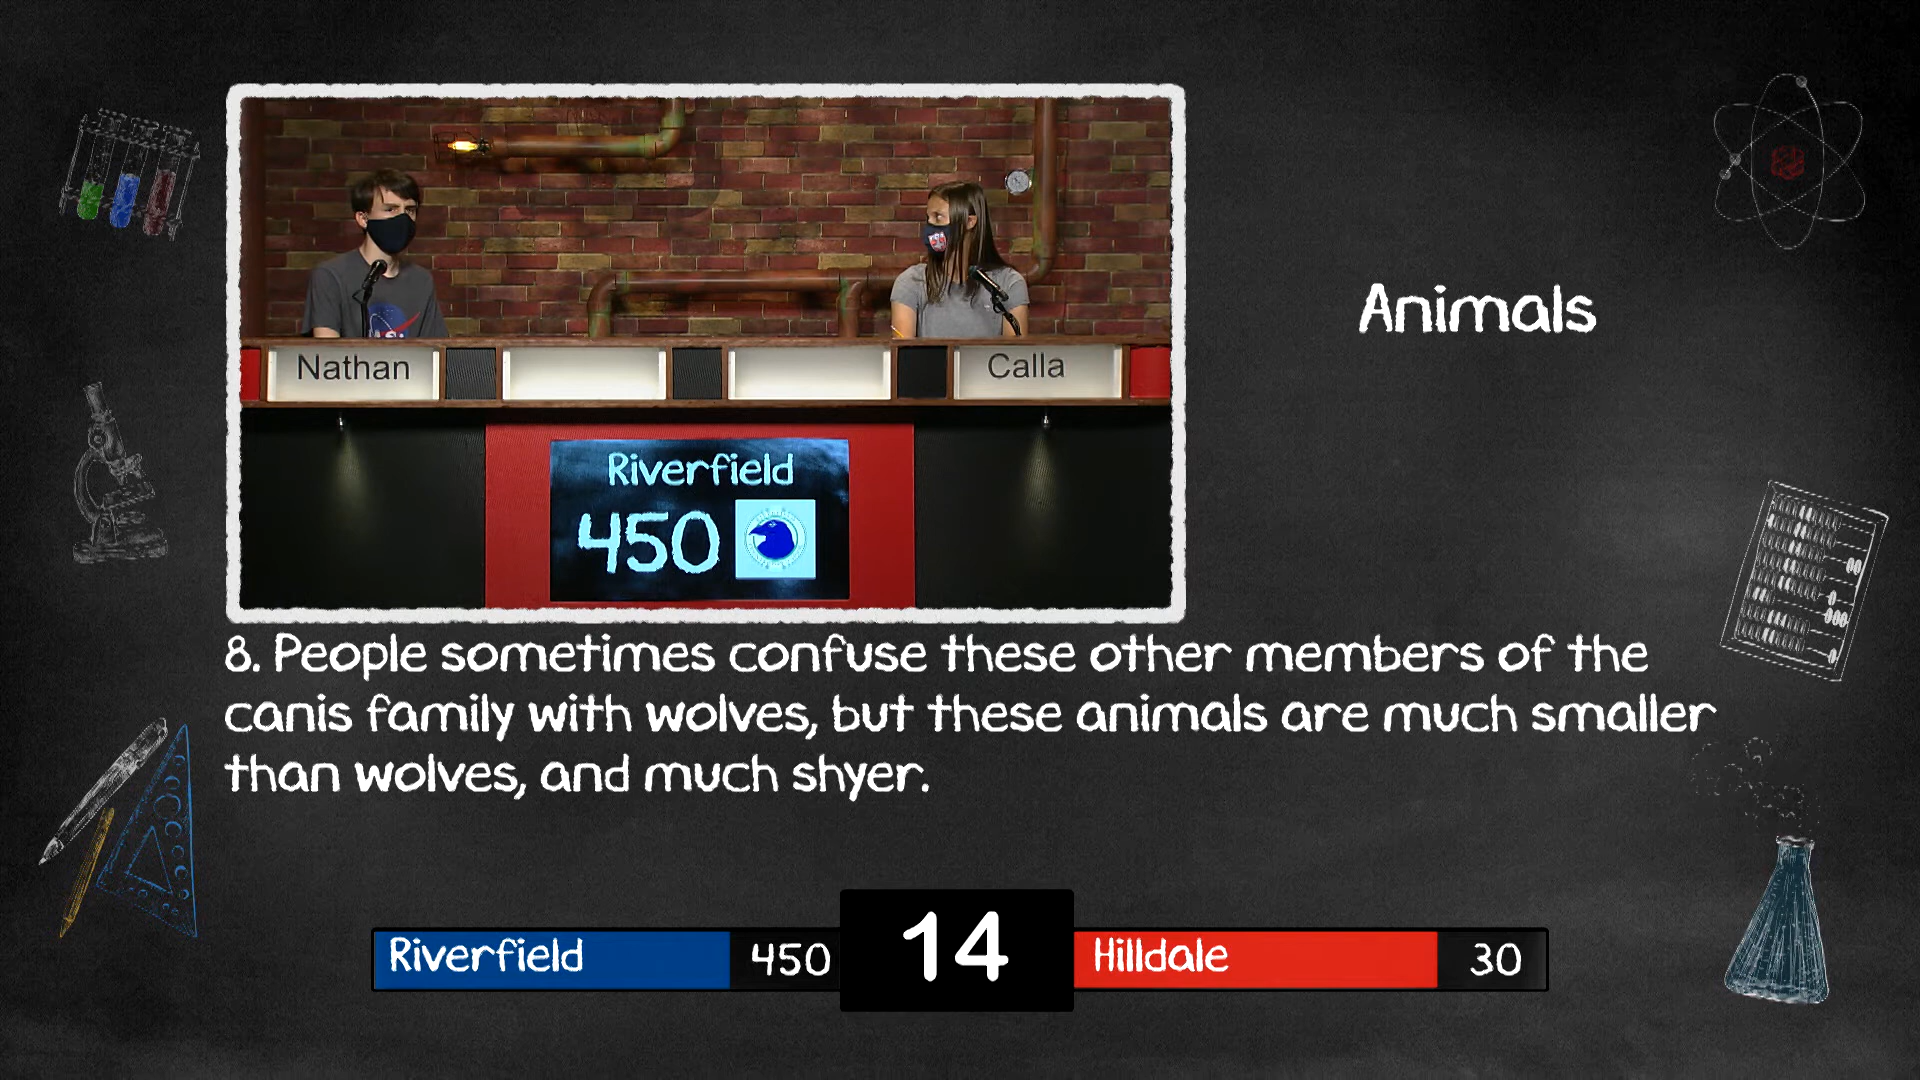 Animals
Nathan
Calla
Riverfield
450
8. People sometimes confuse these other members of the
canis family with wolves, but these animals are much smaller
than wolves, and much shyer.
Riverfield 450 14 Hilldale 30